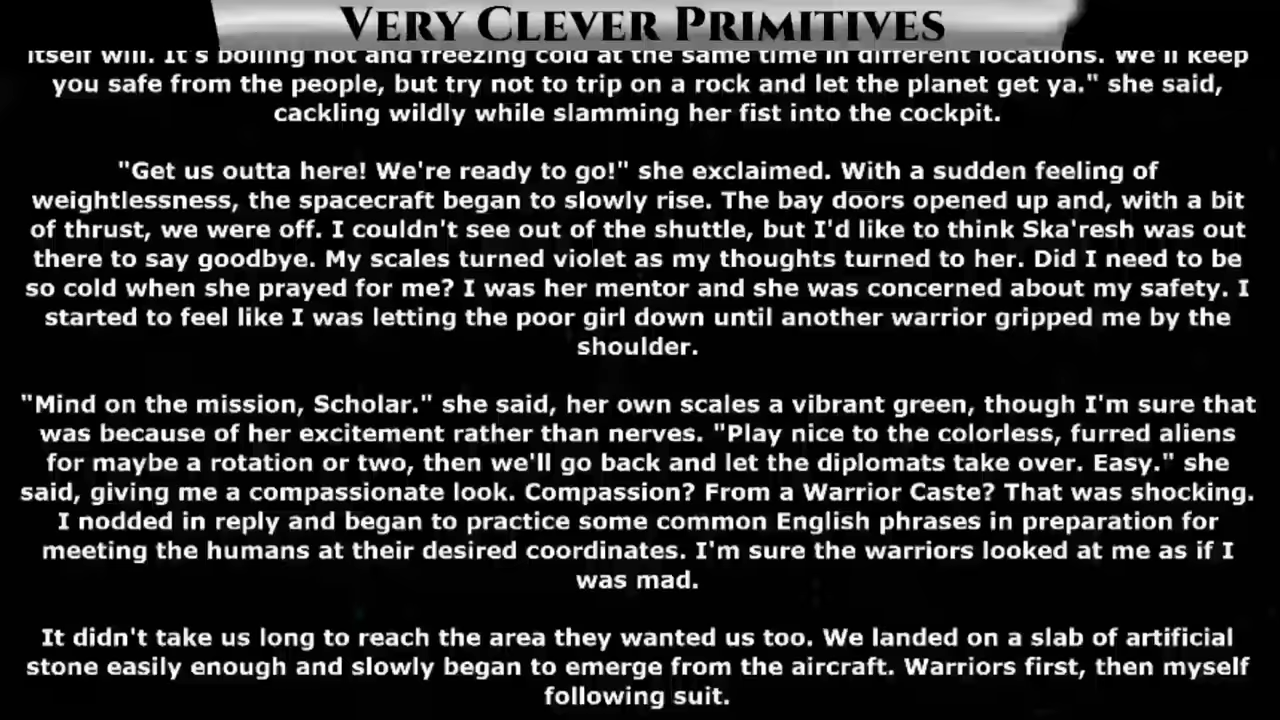 VERY CLEVER PRIMITIVES
itself will. It's boiling hot and freezing cold at the same time in different locations. We'll keep
you safe from the people, but try not to trip on a rock and let the planet get ya." she said,
cackling wildly while slamming her fist into the cockpit.
"Get us outta here! We're ready to go!" she exclaimed. With a sudden feeling of
weightlessness, the spacecraft began to slowly rise. The bay doors opened up and, with a bit
of thrust, we were off. I couldn't see out of the shuttle, but I'd like to think Ska'resh was out
there to say goodbye. My scales turned violet as my thoughts turned to her. Did I need to be
so cold when she prayed for me? I was her mentor and she was concerned about my safety. I
started to feel like I was letting the poor girl down until another warrior gripped me by the
shoulder.
"Mind on the mission, Scholar." she said, her own scales a vibrant green, though I'm sure that
was because of her excitement rather than nerves. "Play nice to the colorless, furred aliens
for maybe a rotation or two, then we'll go back and let the diplomats take over. Easy." she
said, giving me a compassionate look. Compassion? From a Warrior Caste? That was shocking.
I nodded in reply and began to practice some common English phrases in preparation for
meeting the humans at their desired coordinates. I'm sure the warriors looked at me as if I
was mad.
It didn't take us long to reach the area they wanted us too. We landed on a slab of artificial
stone easily enough and slowly began to emerge from the aircraft. Warriors first, then myself
following suit.